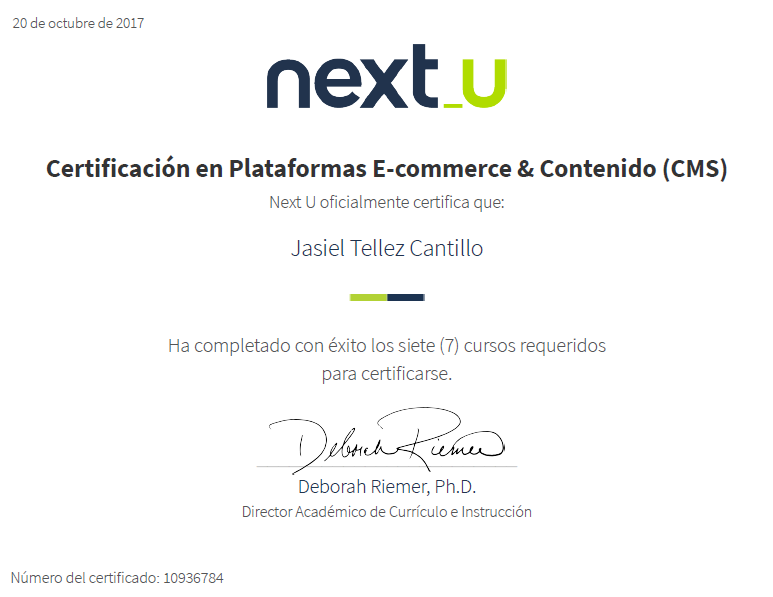 20 de octubre de 2017
next_U
Certificación en Plataformas E-commerce & Contenido (CMS)
Next U oficialmente certifica que:
Jasiel Tellez Cantillo
Ha completado con éxito los siete (7) cursos requeridos
para certificarse.
Deborah Riemer
Deborah Riemer, Ph.D.
Director Académico de Currículo e Instrucción
Número del certificado: 10936784